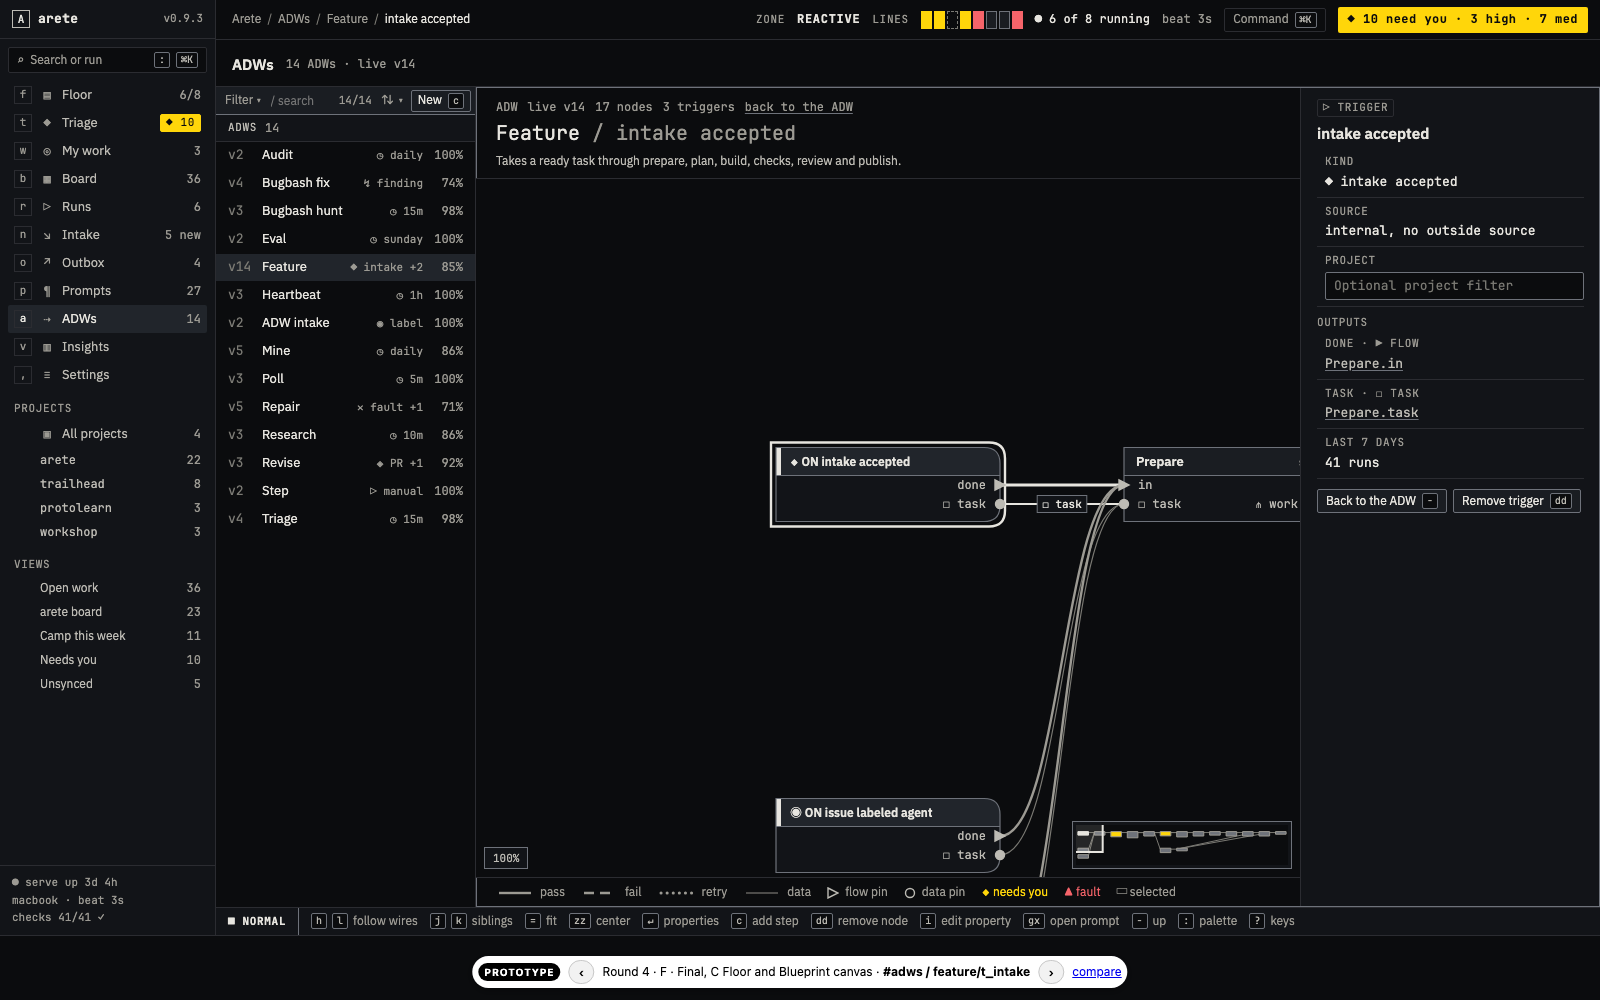 A arete v0.9.3
Search or run : ⌘K
f Floor 6/8
t Triage ◆ 10
w My work 3
b Board 36
r Runs 6
n Intake 5 new
o Outbox 4
p ¶ Prompts 27
a → ADWs 14
v Insights
, Settings
PROJECTS
All projects 4
arete 22
trailhead 8
protolearn 3
workshop 3
VIEWS
Open work 36
arete board 23
Camp this week 11
Needs you 10
Unsynced 5
● serve up 3d 4h
macbook · beat 3s
checks 41/41 ✓
Arete / ADWs / Feature / intake accepted
ZONE REACTIVE LINES ● 6 of 8 running beat 3s Command ⌘K ◆ 10 need you · 3 high · 7 med
ADWs 14 ADWs · live v14
Filter ▾ / search 14/14 ⇅ ▾ New c
ADWS 14
v2 Audit daily 100%
v4 Bugbash fix finding 74%
v3 Bugbash hunt 15m 98%
v2 Eval sunday 100%
v14 Feature ◆ intake +2 85%
v3 Heartbeat 1h 100%
v2 ADW intake label 100%
v5 Mine daily 86%
v3 Poll 5m 100%
v5 Repair × fault +1 71%
v3 Research 10m 86%
v3 Revise ◆ PR +1 92%
v2 Step ▷ manual 100%
v4 Triage 15m 98%
ADW live v14 17 nodes 3 triggers back to the ADW
Feature / intake accepted
Takes a ready task through prepare, plan, build, checks, review and publish.
◆ ON intake accepted
done
□ task
□ task
Prepare
in
□ task work
◉ ON issue labeled agent
done
□ task
100%
pass fail retry data ▷ flow pin ○ data pin ◆ needs you ▲ fault selected
▷ TRIGGER
intake accepted
KIND
◆ intake accepted
SOURCE
internal, no outside source
PROJECT
Optional project filter
OUTPUTS
DONE · ▶ FLOW
Prepare.in
TASK · □ TASK
Prepare.task
LAST 7 DAYS
41 runs
Back to the ADW - Remove trigger dd
■ NORMAL h l follow wires j k siblings = fit zz center ↵ properties c add step dd remove node i edit property gx open prompt - up : palette ? keys
PROTOTYPE ‹ Round 4 · F · Final, C Floor and Blueprint canvas · #adws / feature/t_intake › compare